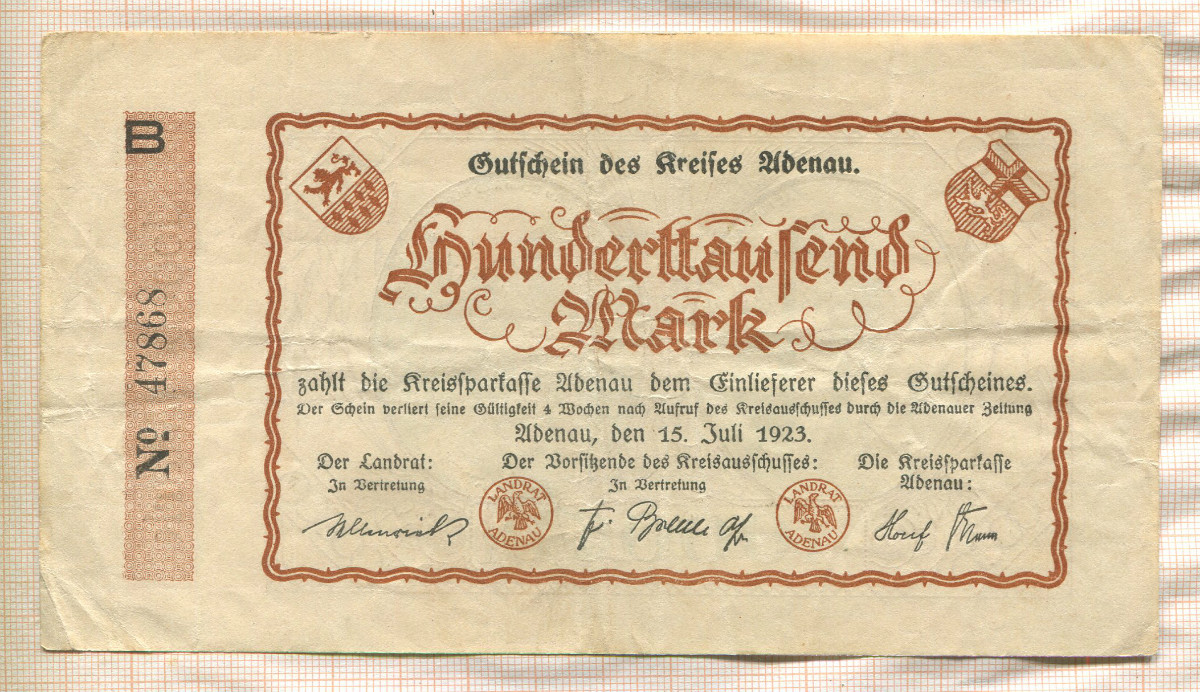 B
No 47868
Gutschein des Kreises Adenau.
Hunderttausend
Mark
zahlt die Kreissparkasse Adenau dem Einlieferer dieses Gutscheines.
Der Schein verliert seine Gültigkeit 4 Wochen nach Aufruf des Kreisausschusses durch die Adenauer Zeitung
Adenau, den 15. Juli 1923.
Der Landrat:
In Vertretung
Der Vorsitzende des Kreisausschusses:
In Vertretung
Die Kreissparkasse
Adenau:
LANDRAT
ADENAU
LANDRAT
ADENAU